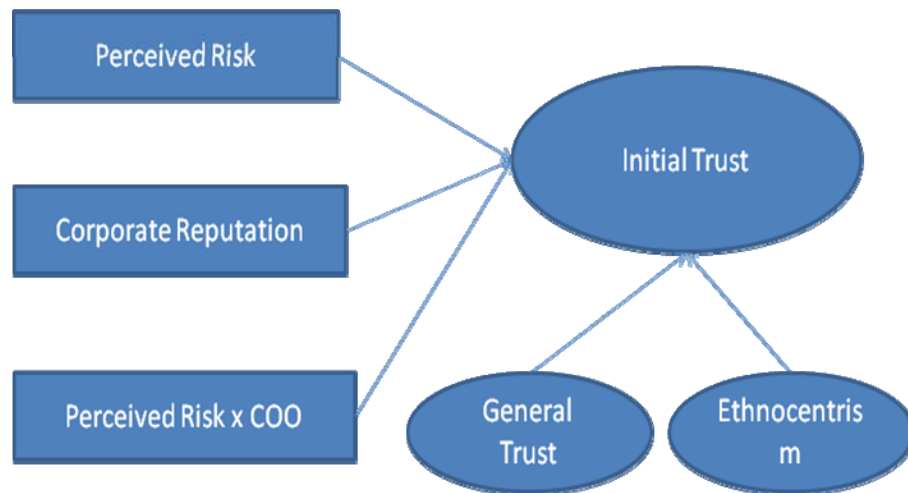 Perceived Risk
Initial Trust
Corporate Reputation
Perceived Risk x COO
General
Trust
Ethnocentris
m